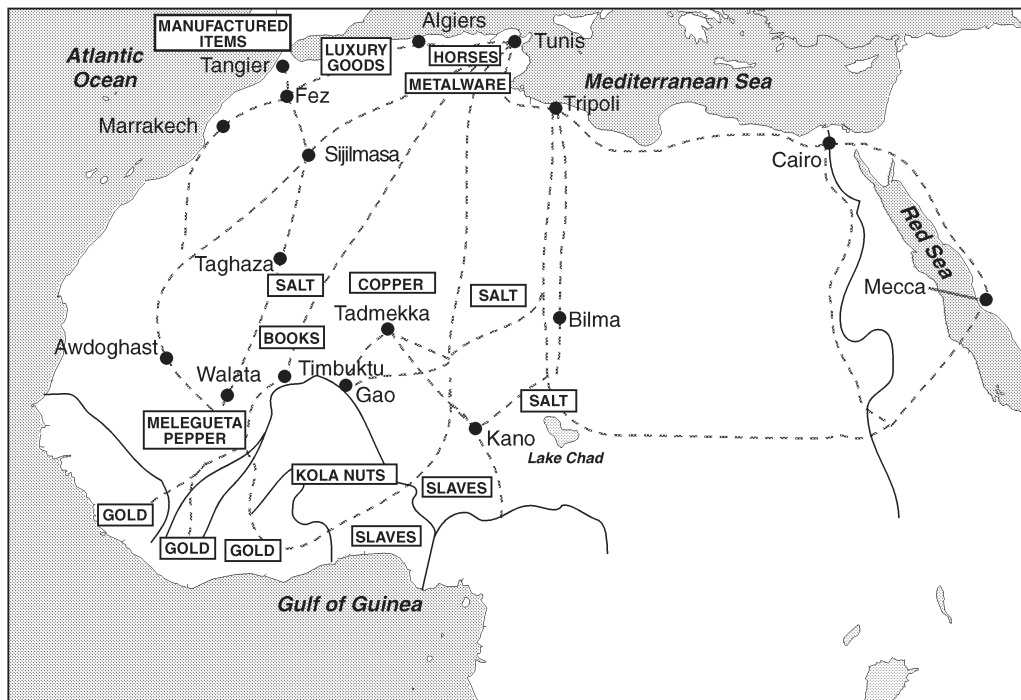 MANUFACTURED
ITEMS
Algiers
Atlantic
Ocean
LUXURY
GOODS
HORSES
Tunis
Tangier
METALWARE
Mediterranean Sea
Fez
Tripoli
Marrakech
Sijilmasa
Cairo
Red Sea
Taghaza
SALT
COPPER
SALT
Mecca
Tadmekka
Bilma
BOOKS
Awdoghast
Walata
Timbuktu
Gao
SALT
MELEGUETA
PEPPER
Kano
Lake Chad
KOLA NUTS
SLAVES
GOLD
GOLD
GOLD
SLAVES
Gulf of Guinea